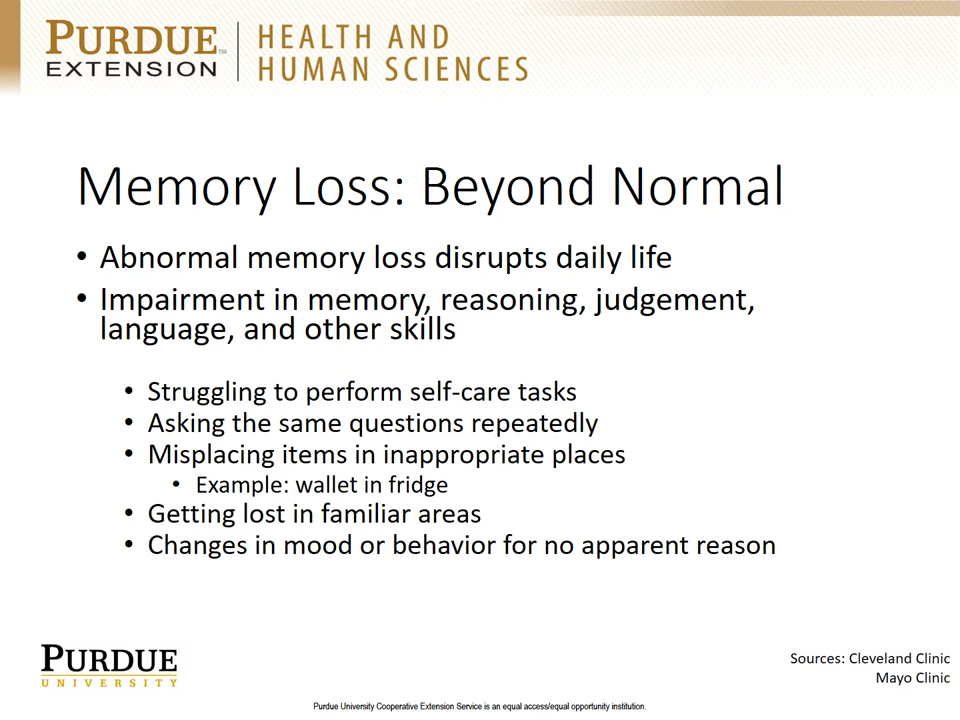 PURDUE™
EXTENSION
HEALTH AND
HUMAN SCIENCES
Memory Loss: Beyond Normal
• Abnormal memory loss disrupts daily life
• Impairment in memory, reasoning, judgement,
language, and other skills
• Struggling to perform self-care tasks
• Asking the same questions repeatedly
• Misplacing items in inappropriate places
• Example: wallet in fridge
• Getting lost in familiar areas
• Changes in mood or behavior for no apparent reason
PURDUE
UNIVERSITY
Sources: Cleveland Clinic
Mayo Clinic
Purdue University Cooperative Extension Service is an equal access/equal opportunity institution.